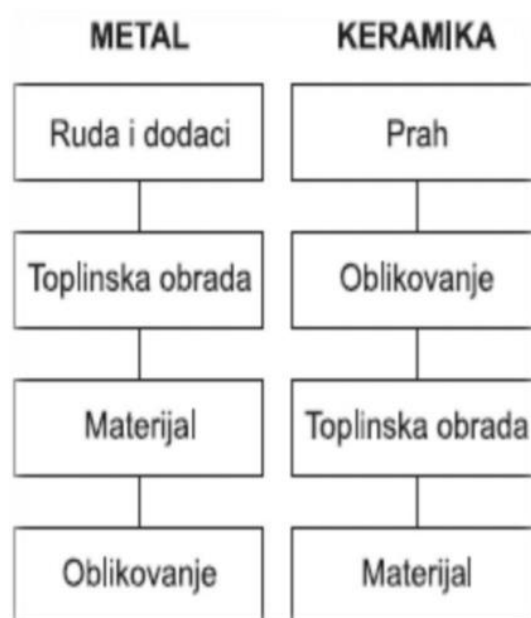 METAL
KERAMIKA
Ruda i dodaci
Prah
Toplinska obrada
Oblikovanje
Materijal
Toplinska obrada
Oblikovanje
Materijal